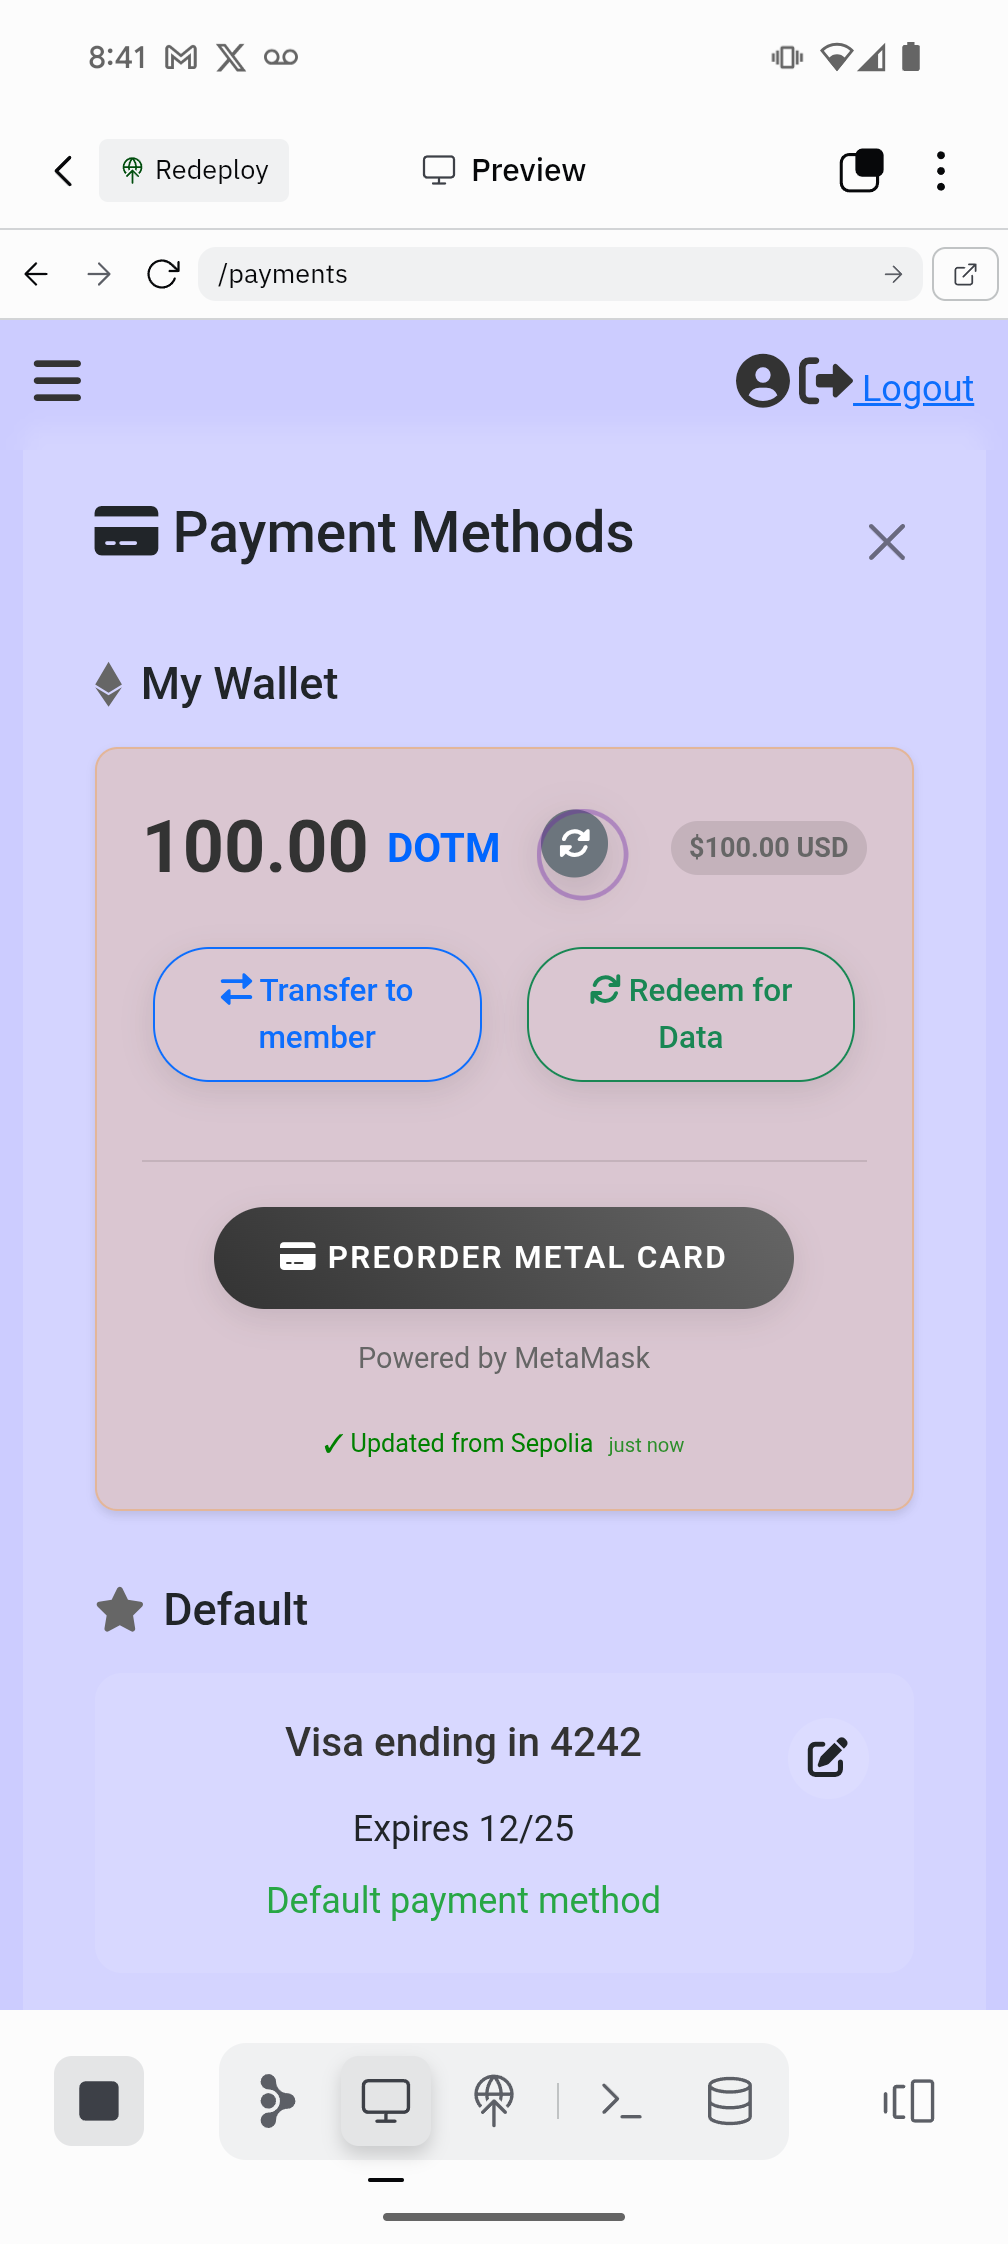 8:41
Redeploy
Preview
/payments
Logout
Payment Methods
My Wallet
100.00 DOTM
$100.00 USD
Transfer to
member
Redeem for
Data
PREORDER METAL CARD
Powered by MetaMask
✓ Updated from Sepolia just now
Default
Visa ending in 4242
Expires 12/25
Default payment method